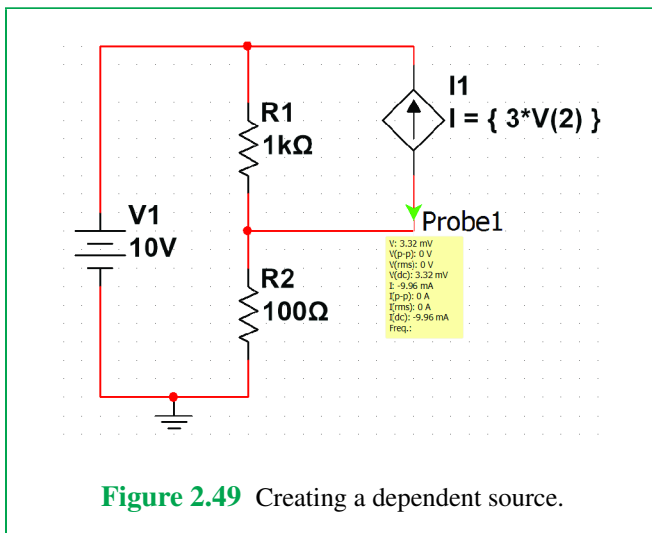 I1
I = { 3*V(2) }
R1
1kΩ
V1
10V
Probe1
V: 3.32 mV
V(p-p): 0 V
V(rms): 0 V
V(dc): 3.32 mV
I: -9.96 mA
I(p-p): 0 A
I(rms): 0 A
I(dc): -9.96 mA
Freq.:
R2
100Ω
Figure 2.49 Creating a dependent source.